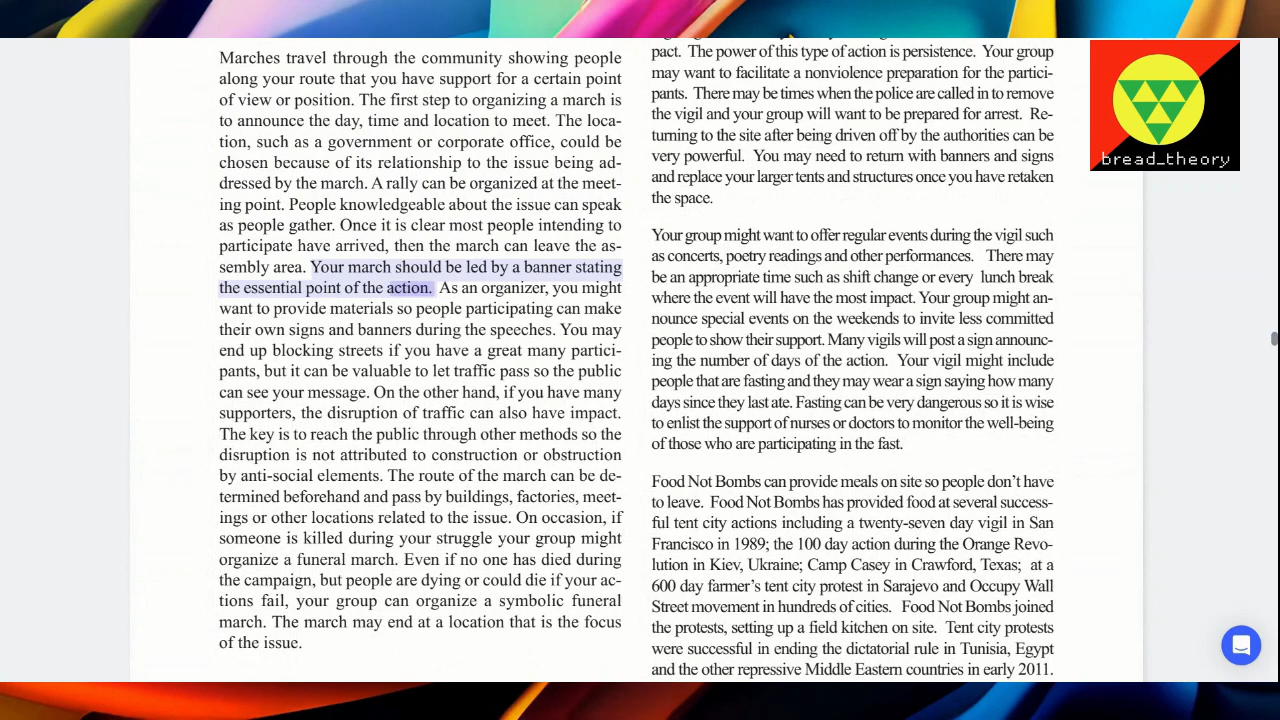 Marches travel through the community showing people
along your route that you have support for a certain point
of view or position. The first step to organizing a march is
to announce the day, time and location to meet. The loca-
tion, such as a government or corporate office, could be
chosen because of its relationship to the issue being ad-
dressed by the march. A rally can be organized at the meet-
ing point. People knowledgeable about the issue can speak
as people gather. Once it is clear most people intending to
participate have arrived, then the march can leave the as-
sembly area. Your march should be led by a banner stating
the essential point of the action. As an organizer, you might
want to provide materials so people participating can make
their own signs and banners during the speeches. You may
end up blocking streets if you have a great many partici-
pants, but it can be valuable to let traffic pass so the public
can see your message. On the other hand, if you have many
supporters, the disruption of traffic can also have impact.
The key is to reach the public through other methods so the
disruption is not attributed to construction or obstruction
by anti-social elements. The route of the march can be de-
termined beforehand and pass by buildings, factories, meet-
ings or other locations related to the issue. On occasion, if
someone is killed during your struggle your group might
organize a funeral march. Even if no one has died during
the campaign, but people are dying or could die if your ac-
tions fail, your group can organize a symbolic funeral
march. The march may end at a location that is the focus
of the issue.
pact. The power of this type of action is persistence. Your group
may want to facilitate a nonviolence preparation for the partici-
pants. There may be times when the police are called in to remove
the vigil and your group will want to be prepared for arrest. Re-
turning to the site after being driven off by the authorities can be
very powerful. You may need to return with banners and signs
and replace your larger tents and structures once you have retaken
the space.
Your group might want to offer regular events during the vigil such
as concerts, poetry readings and other performances. There may
be an appropriate time such as shift change or every lunch break
where the event will have the most impact. Your group might an-
nounce special events on the weekends to invite less committed
people to show their support. Many vigils will post a sign announc-
ing the number of days of the action. Your vigil might include
people that are fasting and they may wear a sign saying how many
days since they last ate. Fasting can be very dangerous so it is wise
to enlist the support of nurses or doctors to monitor the well-being
of those who are participating in the fast.
Food Not Bombs can provide meals on site so people don't have
to leave. Food Not Bombs has provided food at several success-
ful tent city actions including a twenty-seven day vigil in San
Francisco in 1989; the 100 day action during the Orange Revo-
lution in Kiev, Ukraine; Camp Casey in Crawford, Texas; at a
600 day farmer's tent city protest in Sarajevo and Occupy Wall
Street movement in hundreds of cities. Food Not Bombs joined
the protests, setting up a field kitchen on site. Tent city protests
were successful in ending the dictatorial rule in Tunisia, Egypt
and the other repressive Middle Eastern countries in early 2011.
bread_theory